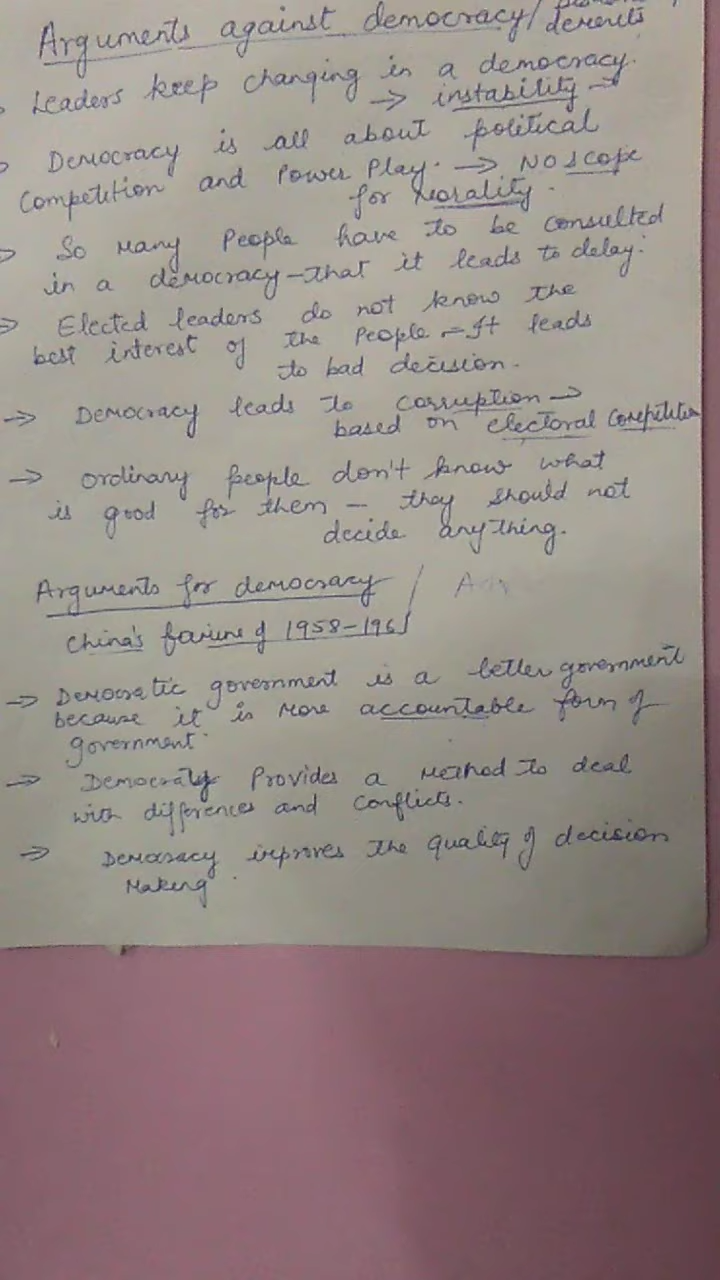 Arguments against democracy/ demerits
Leaders keep changing in a democracy.
→ instability →
Democracy is all about political
Competition and Power Play. → No scope
for Morality.
So Many People have to be consulted
in a democracy-that it leads to delay.
Elected leaders do not know the
best interest of the People - It leads
to bad decision.
→ Democracy leads to corruption →
based on electoral Competition
→ ordinary people don't know what
is good for them - they should not
decide anything.
Arguments for democracy / Adv
China's famine of 1958-1961
→ Democratic government is a better government
because it is More accountable form of
government.
→ Democraty Provides a Method to deal
with differences and conflicts.
→ Democracy improves the quality of decision
Making.